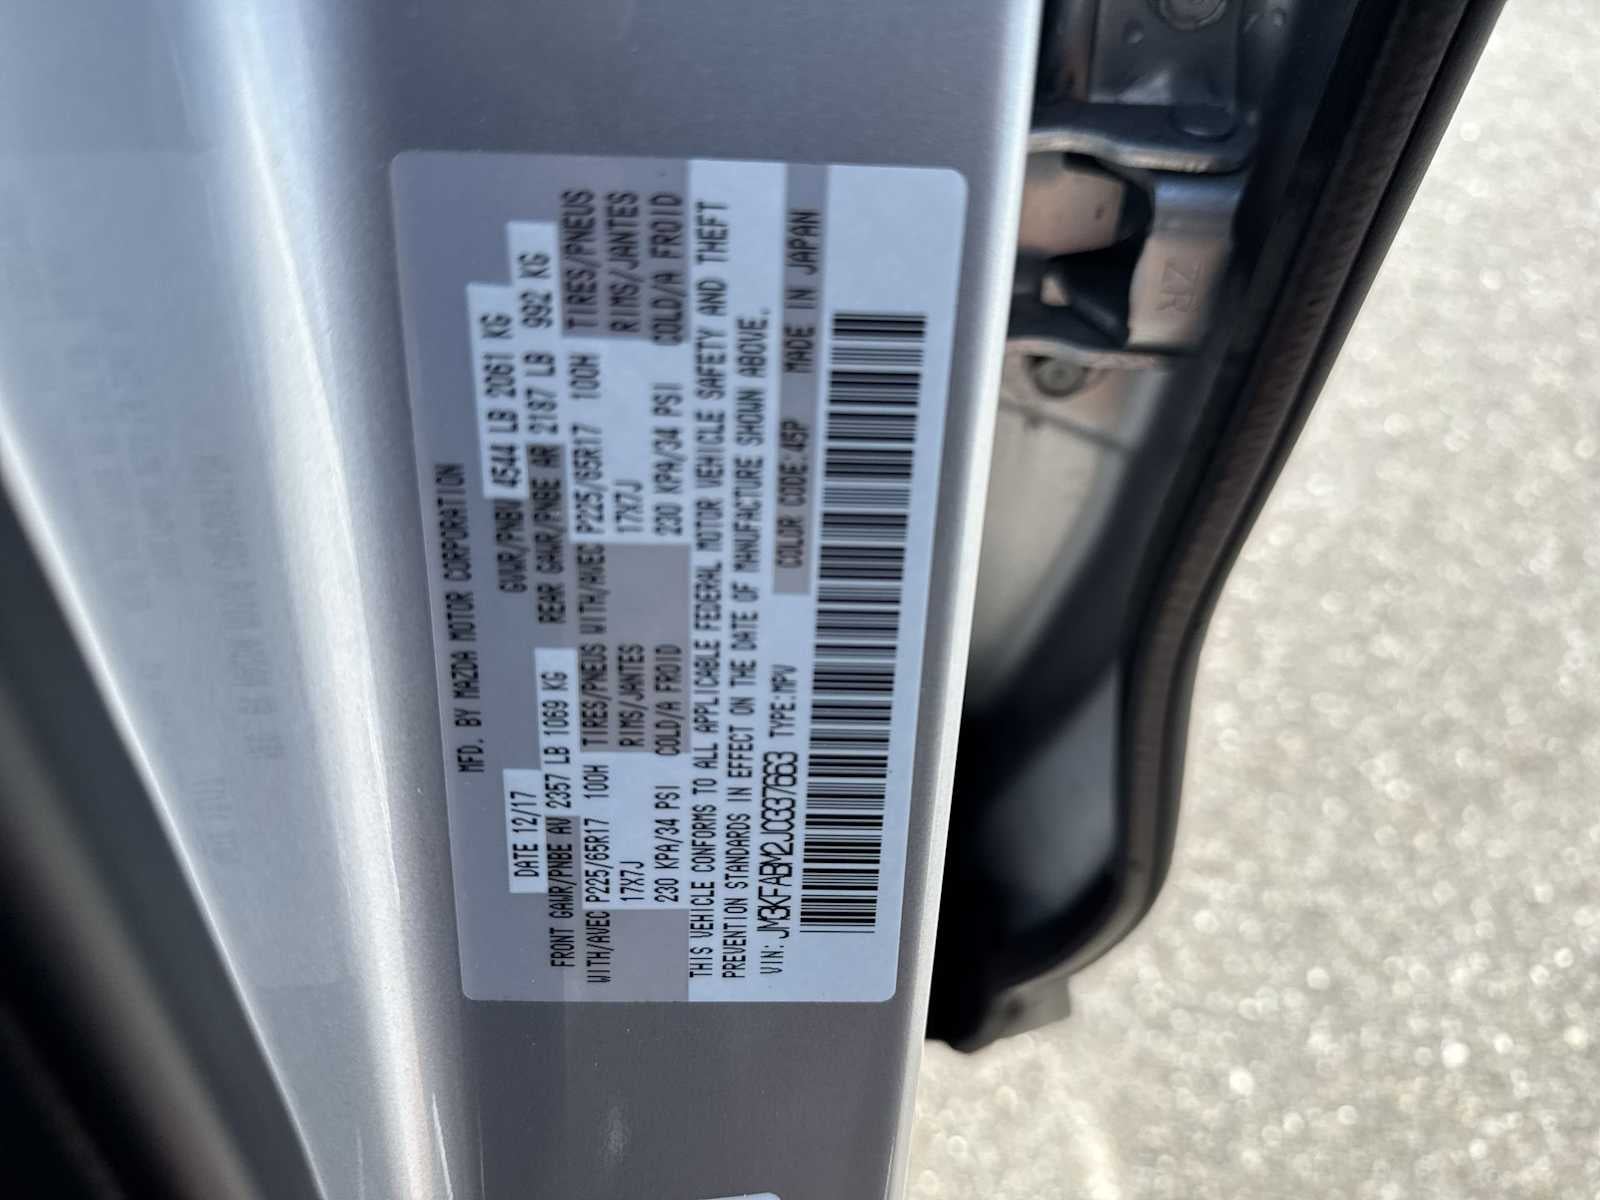 MFD. BY MAZDA MOTOR CORPORATION
DATE 12/17 GVWR/PNBV 4544 LB 2061 KG
FRONT GAWR/PNBE AV 2357 LB 1069 KG REAR GAWR/PNBE AR 2187 LB 992 KG
WITH/AVEC P225/65R17 100H TIRES/PNEUS WITH/AVEC P225/65R17 100H TIRES/PNEUS
17X7J RIMS/JANTES 17X7J RIMS/JANTES
230 KPA/34 PSI COLD/A FROID 230 KPA/34 PSI COLD/A FROID
THIS VEHICLE CONFORMS TO ALL APPLICABLE FEDERAL MOTOR VEHICLE SAFETY AND THEFT
PREVENTION STANDARDS IN EFFECT ON THE DATE OF MANUFACTURE SHOWN ABOVE.
VIN: JM3KFABM2J0337663 TYPE:MPV COLOR CODE:45P MADE IN JAPAN
ZR